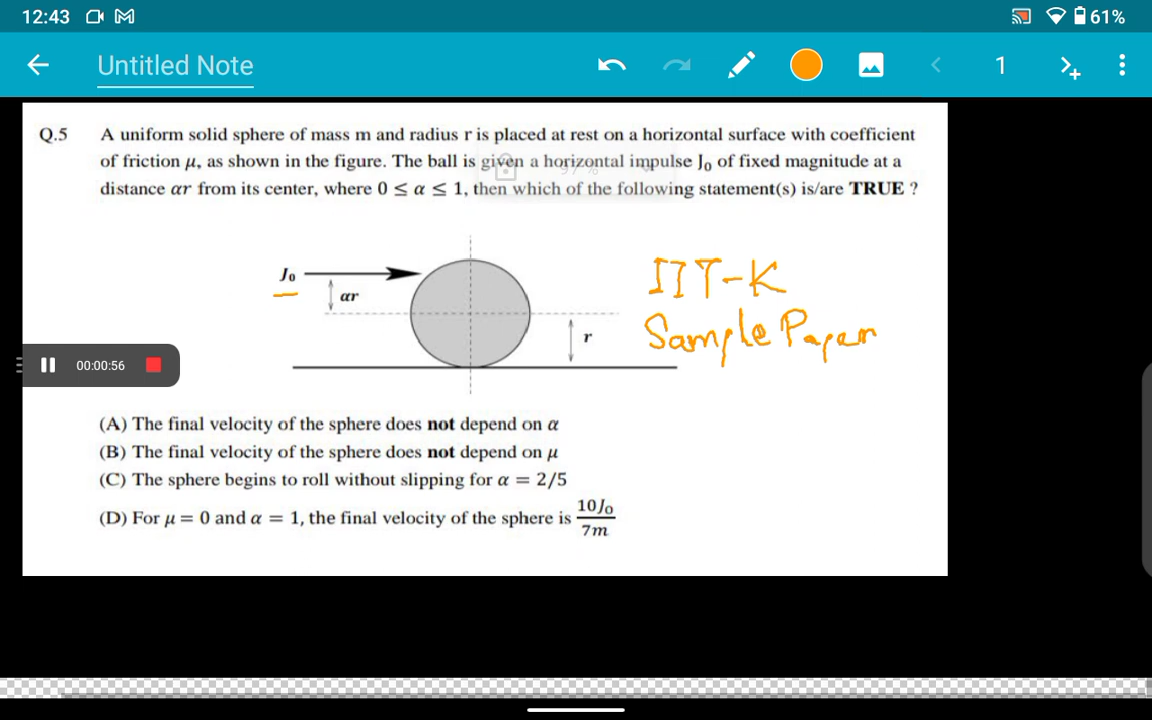 12:43
61%
Untitled Note
1
Q.5 A uniform solid sphere of mass m and radius r is placed at rest on a horizontal surface with coefficient
of friction μ, as shown in the figure. The ball is given a horizontal impulse J₀ of fixed magnitude at a
distance αr from its center, where 0 ≤ α ≤ 1, then which of the following statement(s) is/are TRUE ?
97 %
J₀
αr
r
IIT-K
Sample Paper
00:00:56
(A) The final velocity of the sphere does not depend on α
(B) The final velocity of the sphere does not depend on μ
(C) The sphere begins to roll without slipping for α = 2/5
(D) For μ = 0 and α = 1, the final velocity of the sphere is 10J₀/7m